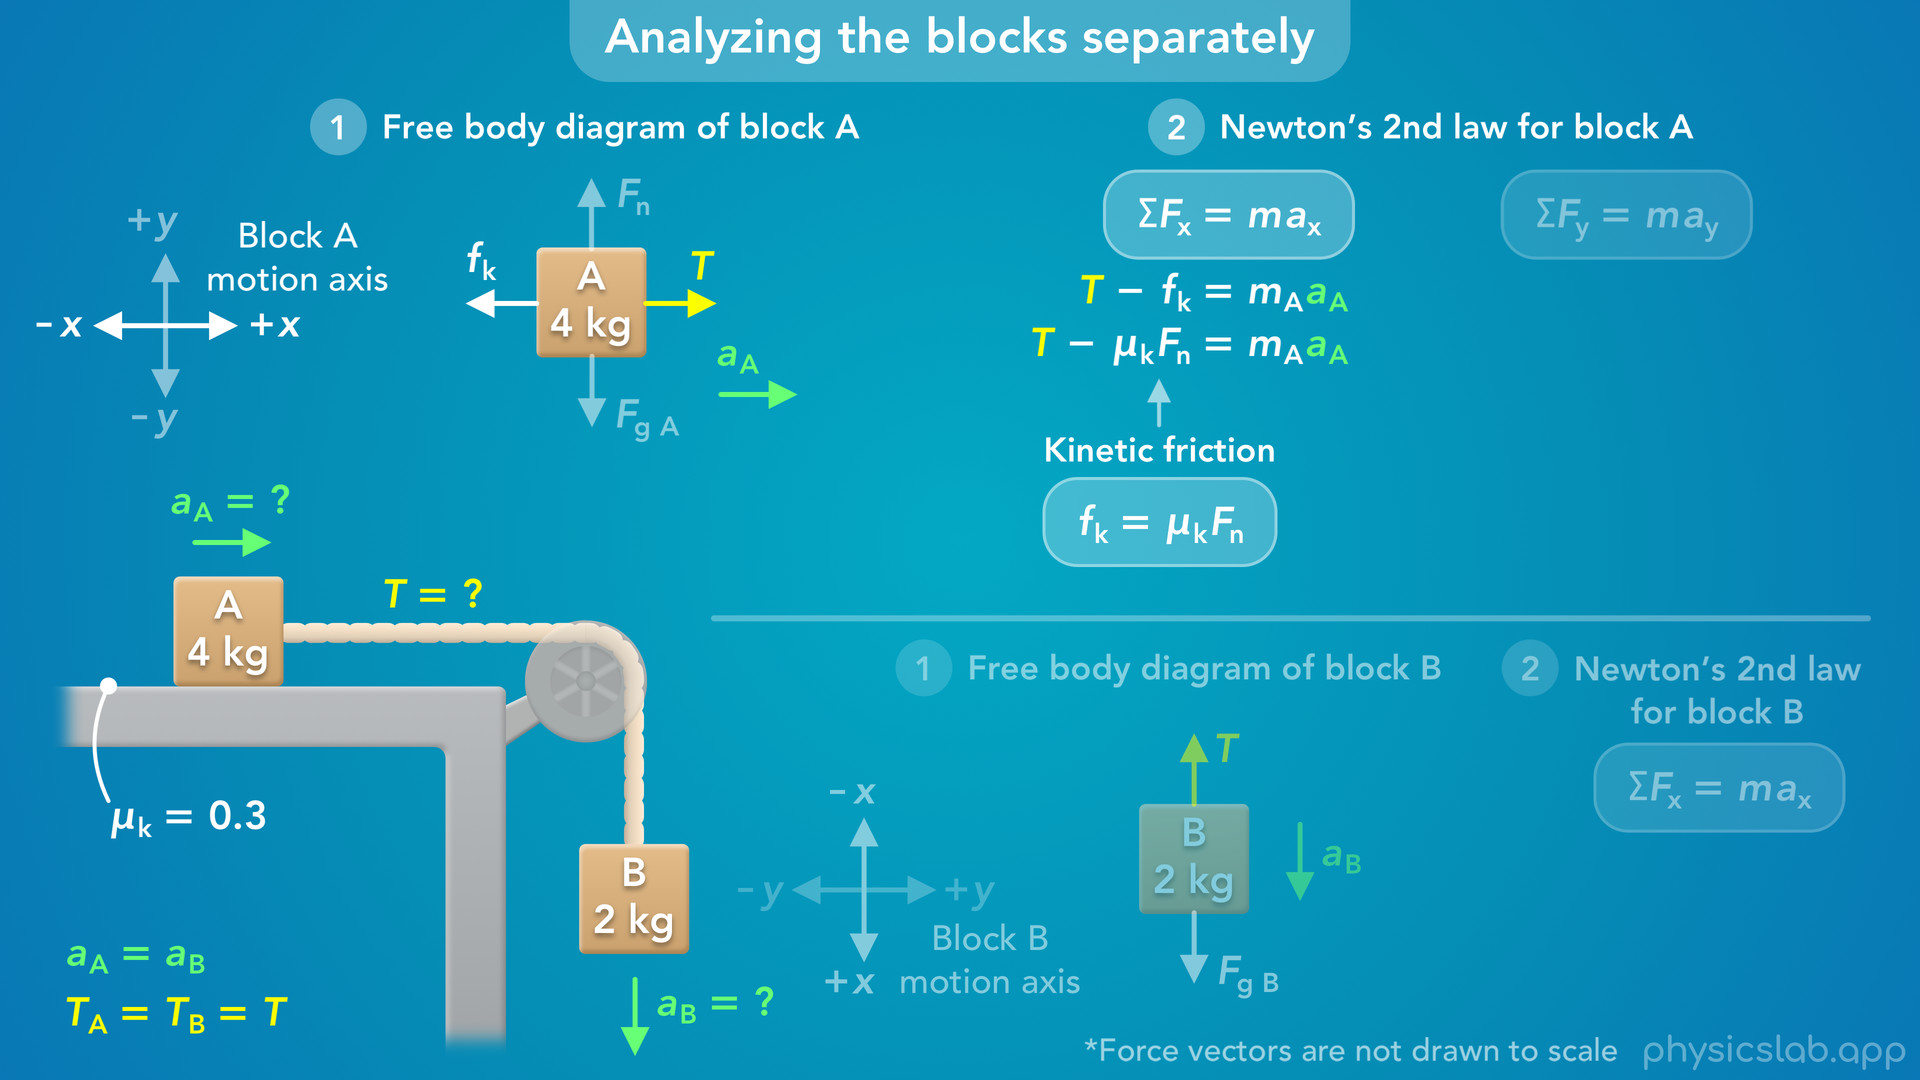 Analyzing the blocks separately
1 Free body diagram of block A
+y
Block A
motion axis
-x
+x
-y
Fn
fk
T
A
4 kg
aA
Fg A
2 Newton's 2nd law for block A
ΣFx = max
ΣFy = may
T − fk = mAaA
T − μkFn = mAaA
Kinetic friction
fk = μkFn
aA = ?
A
4 kg
T = ?
μk = 0.3
B
2 kg
aB = ?
aA = aB
TA = TB = T
1 Free body diagram of block B
-x
-y
+y
+x
Block B
motion axis
T
B
2 kg
aB
Fg B
2 Newton's 2nd law
for block B
ΣFx = max
*Force vectors are not drawn to scale
physicslab.app